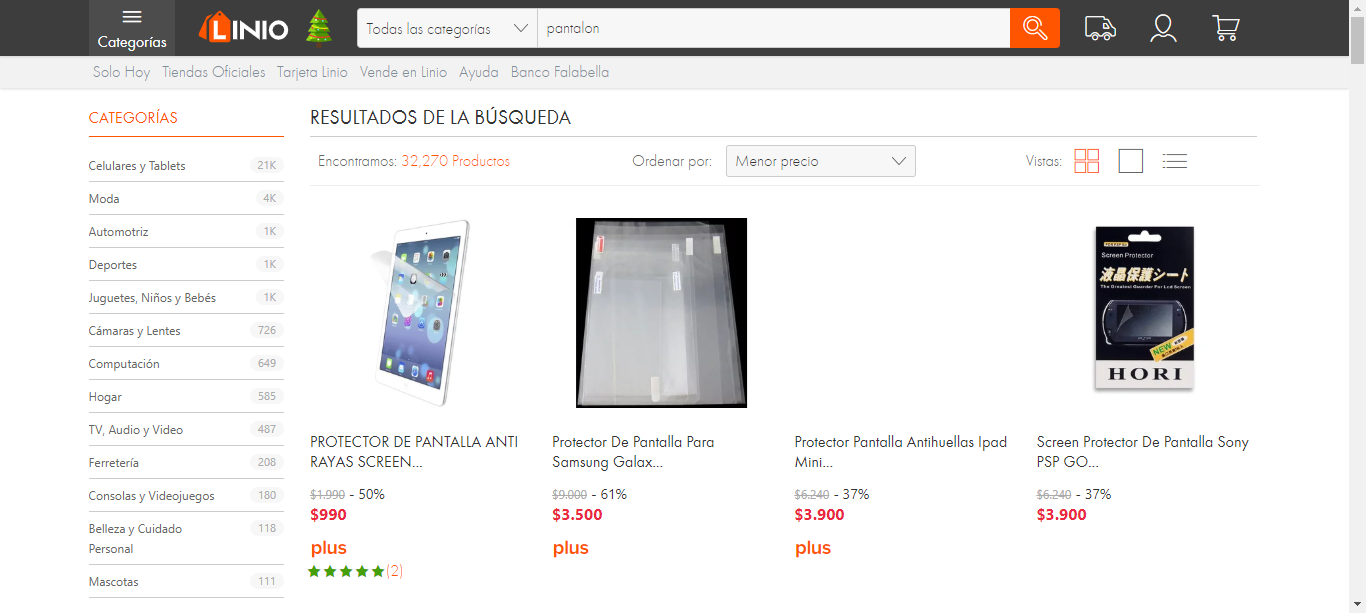 Categorías
LINIO
Todas las categorías
pantalon
Solo Hoy Tiendas Oficiales Tarjeta Linio Vende en Linio Ayuda Banco Falabella
CATEGORÍAS
Celulares y Tablets 21K
Moda 4K
Automotriz 1K
Deportes 1K
Juguetes, Niños y Bebés 1K
Cámaras y Lentes 726
Computación 649
Hogar 585
TV, Audio y Video 487
Ferretería 208
Consolas y Videojuegos 180
Belleza y Cuidado 118
Personal
Mascotas 111
RESULTADOS DE LA BÚSQUEDA
Encontramos: 32,270 Productos
Ordenar por: Menor precio
Vistas:
PROTECTOR DE PANTALLA ANTI
RAYAS SCREEN...
$1.990 - 50%
$990
plus
(2)
Protector De Pantalla Para
Samsung Galax...
$9.000 - 61%
$3.500
plus
Protector Pantalla Antihuellas Ipad
Mini...
$6.240 - 37%
$3.900
plus
Screen Protector
液晶保護シート
The Greatest Guarder For Lcd Screen
NEW
HORI
Screen Protector De Pantalla Sony
PSP GO...
$6.240 - 37%
$3.900